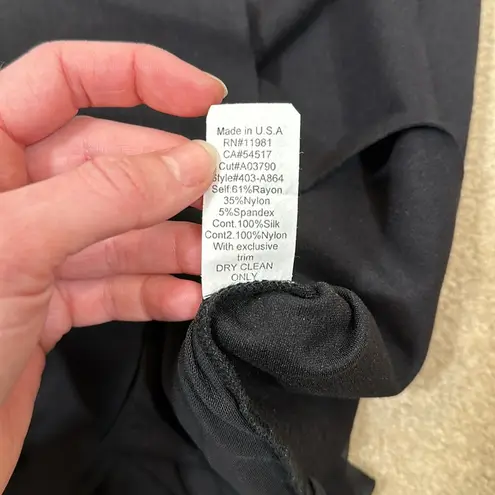 Made in U.S.A
RN#11981
CA#54517
Cut#A03790
Style#403-A864
Self:61%Rayon
35%Nylon
5%Spandex
Cont.100%Silk
Cont2.100%Nylon
With exclusive
trim
DRY CLEAN
ONLY